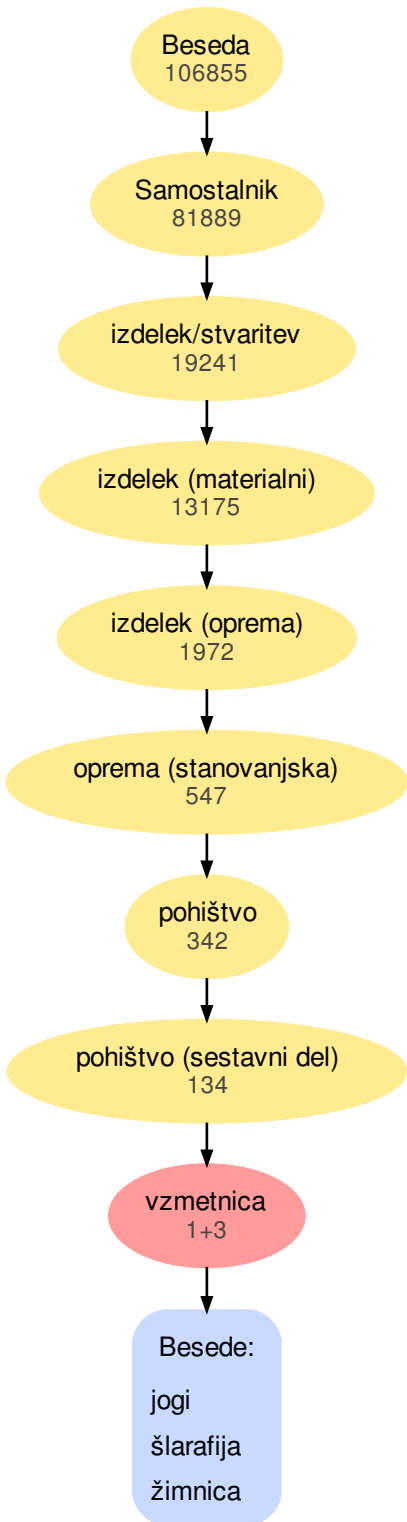 Beseda
106855
Samostalnik
81889
izdelek/stvaritev
19241
izdelek (materialni)
13175
izdelek (oprema)
1972
oprema (stanovanjska)
547
pohištvo
342
pohištvo (sestavni del)
134
vzmetnica
1+3
Besede:
jogi
šlarafija
žimnica